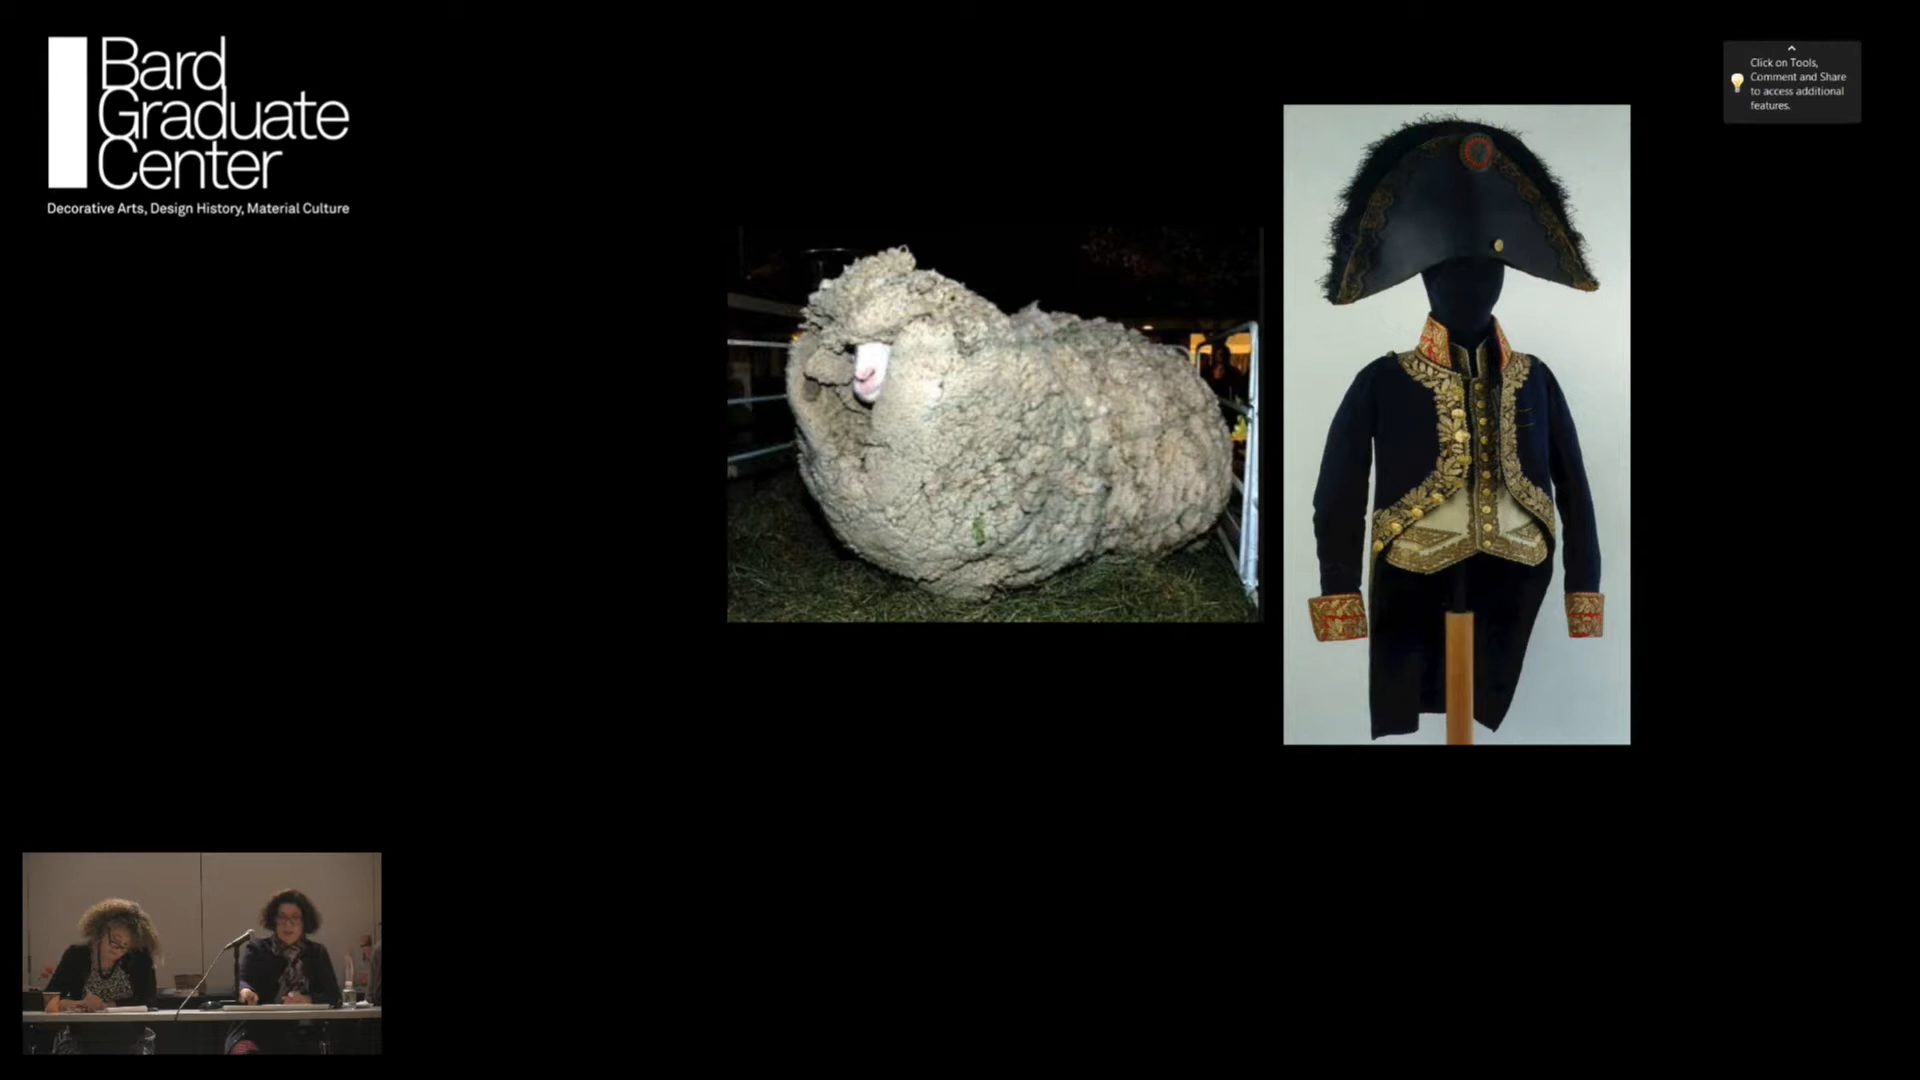 Bard
Graduate
Center
Decorative Arts, Design History, Material Culture
Click on Tools,
Comment and Share
to access additional
features.